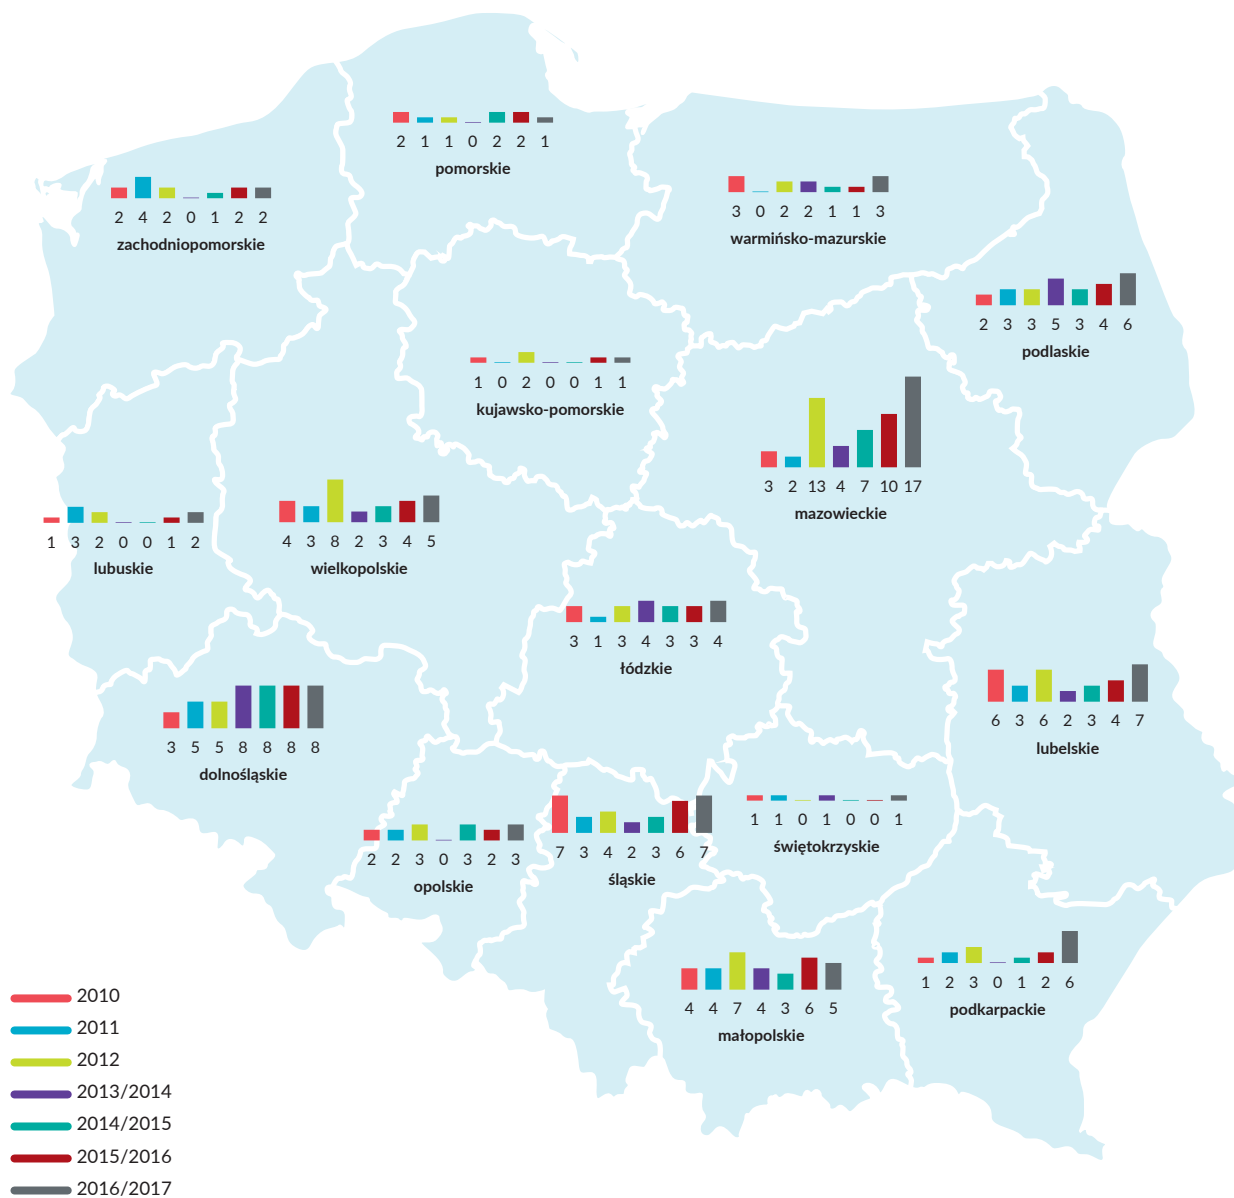 2 1 1 0 2 2 1
pomorskie
2 4 2 0 1 2 2
zachodniopomorskie
3 0 2 2 1 1 3
warmińsko-mazurskie
2 3 3 5 3 4 6
podlaskie
1 0 2 0 0 1 1
kujawsko-pomorskie
3 2 13 4 7 10 17
mazowieckie
1 3 2 0 0 1 2
lubuskie
4 3 8 2 3 4 5
wielkopolskie
3 1 3 4 3 3 4
łódzkie
6 3 6 2 3 4 7
lubelskie
3 5 5 8 8 8 8
dolnośląskie
2 2 3 0 3 2 3
opolskie
7 3 4 2 3 6 7
śląskie
1 1 0 1 0 0 1
świętokrzyskie
4 4 7 4 3 6 5
małopolskie
1 2 3 0 1 2 6
podkarpackie
2010
2011
2012
2013/2014
2014/2015
2015/2016
2016/2017